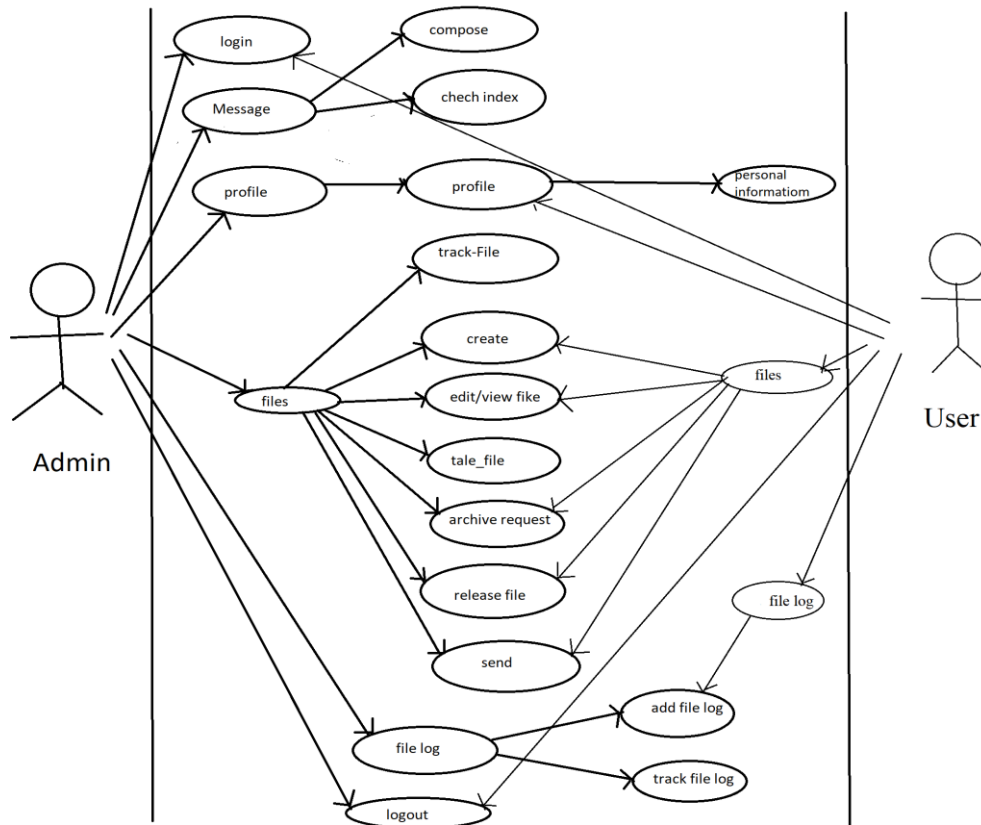 login
compose
Message
chech index
profile
profile
personal
informatiom
track-File
create
files
edit/view fike
files
Admin
User
tale_file
archive request
release file
file log
send
add file log
file log
track file log
logout